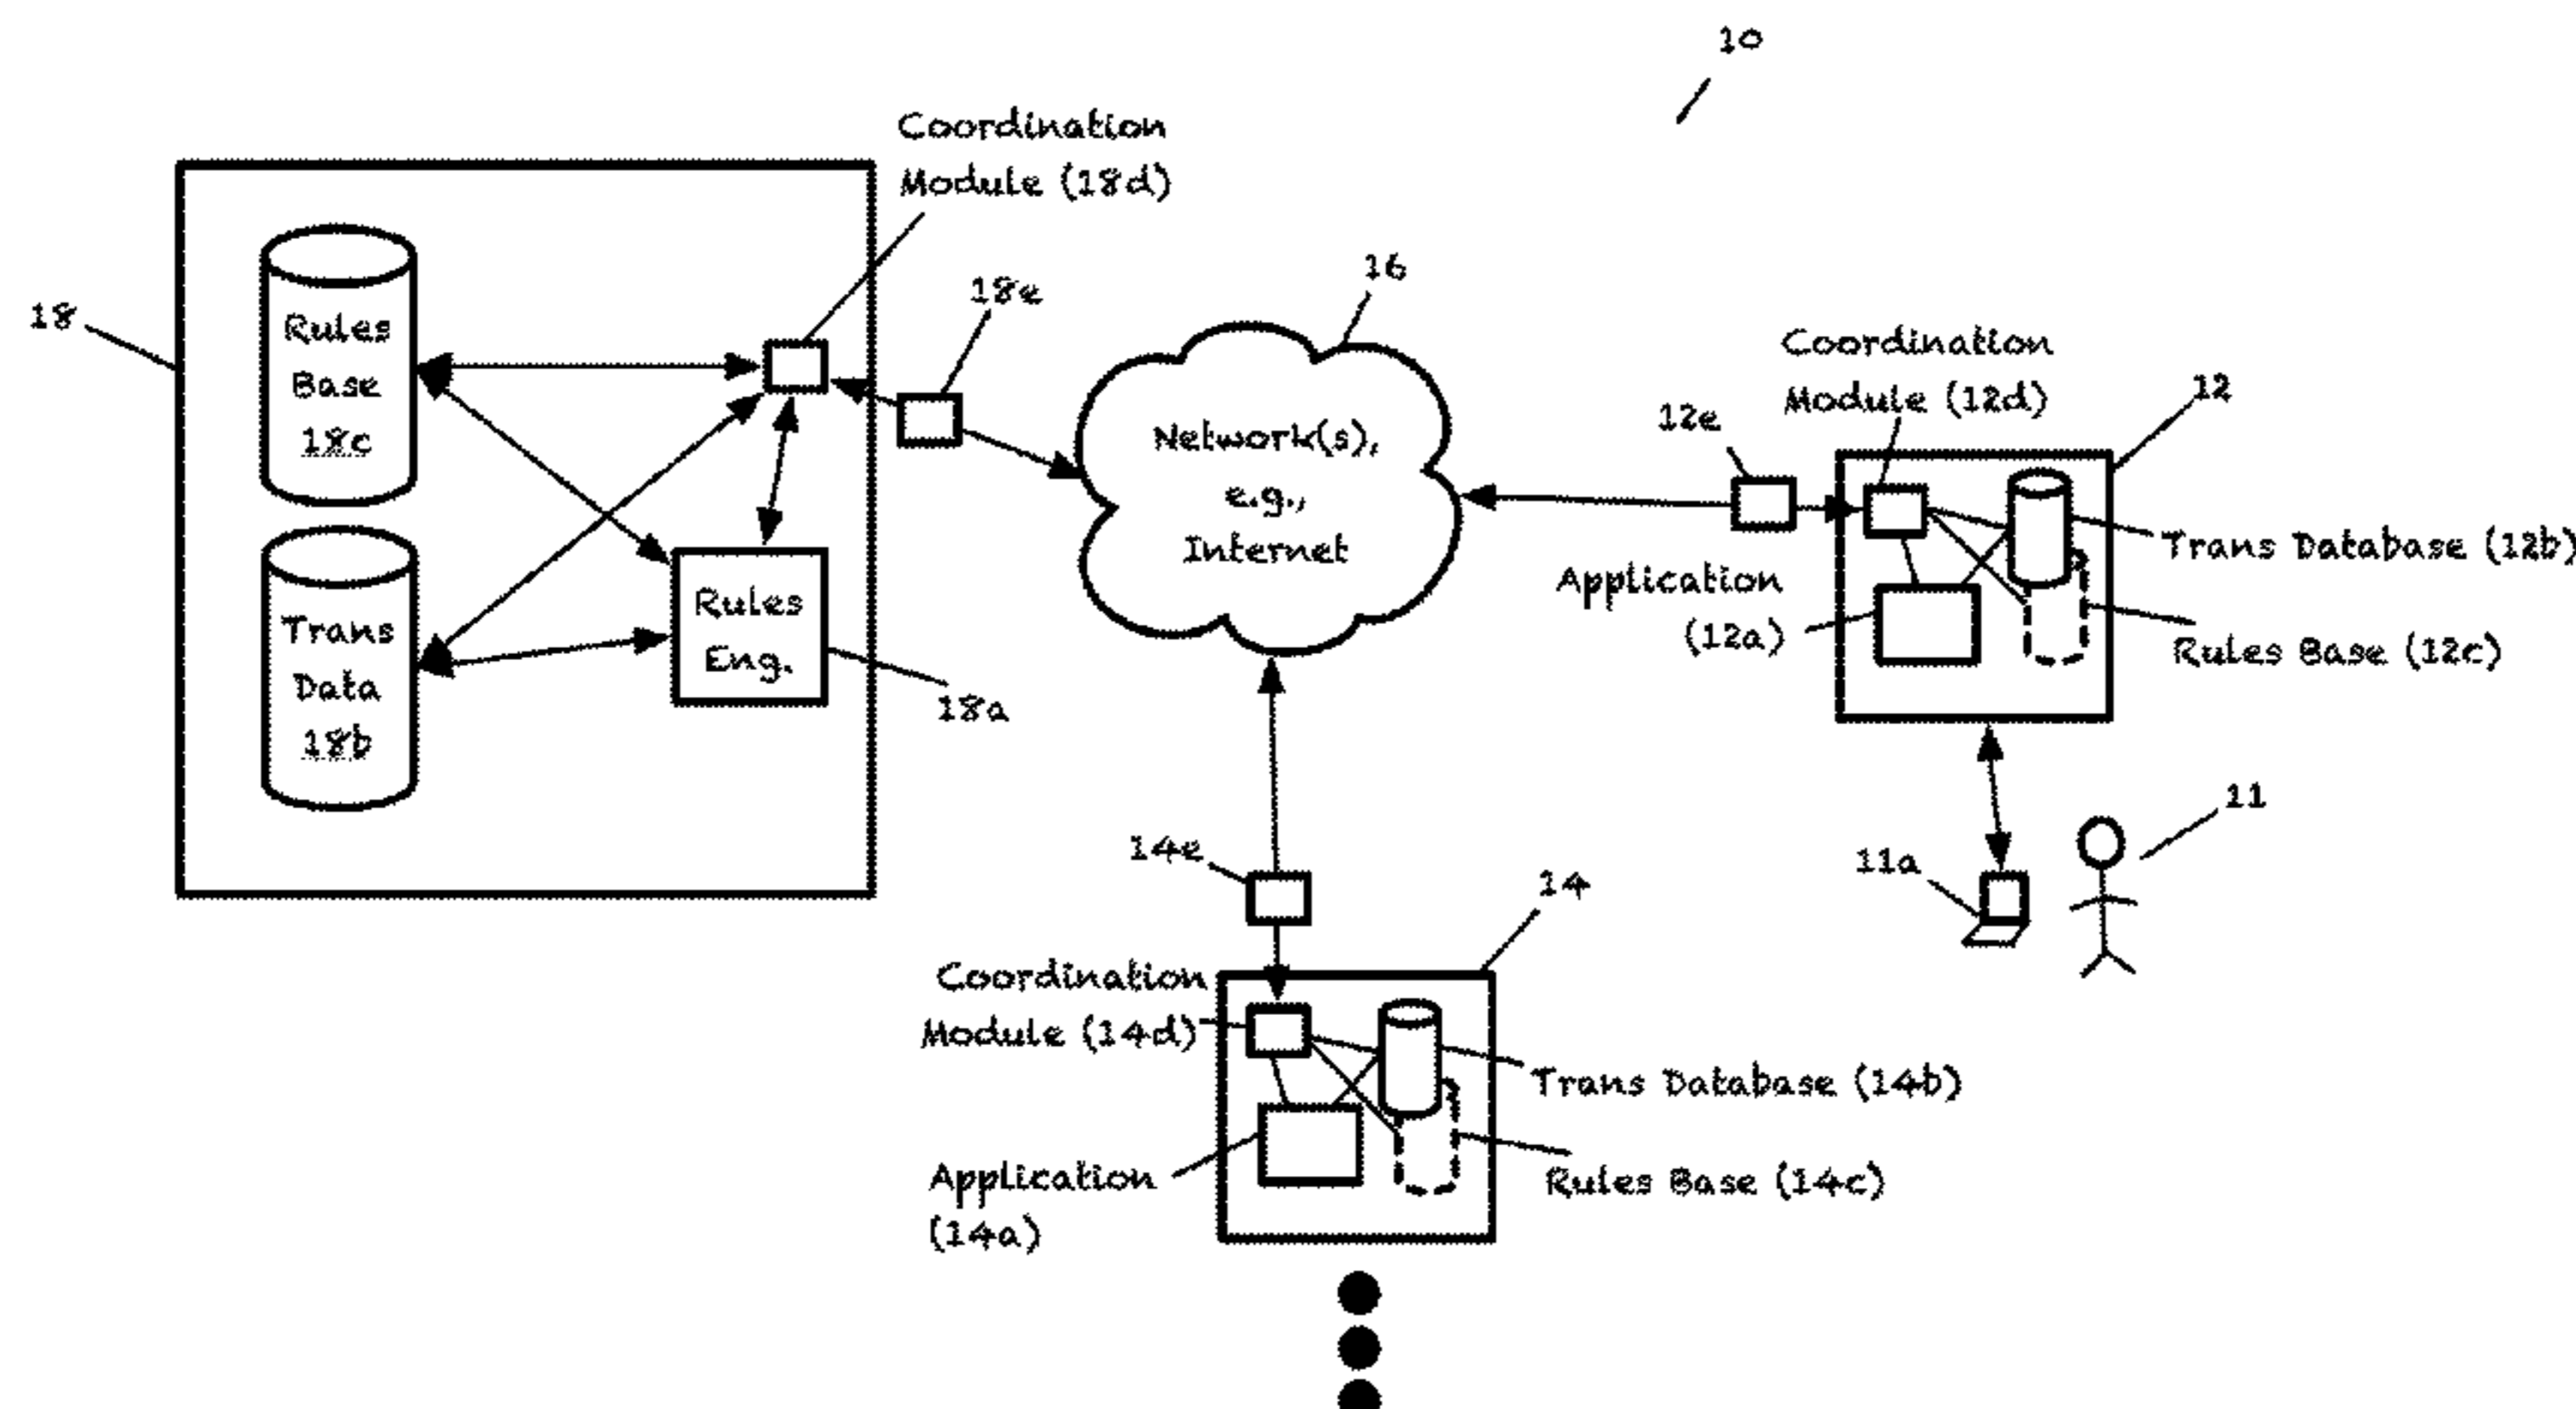 10
Coordination
Module (18d)
18
Rules
Base
18c
Trans
Data
18b
Rules
Eng.
18a
18e
16
Network(s),
e.g.,
Internet
Coordination
Module (12d)
12
12e
Application
(12a)
Trans Database (12b)
Rules Base (12c)
11
11a
14e
14
Coordination
Module (14d)
Trans Database (14b)
Application
(14a)
Rules Base (14c)